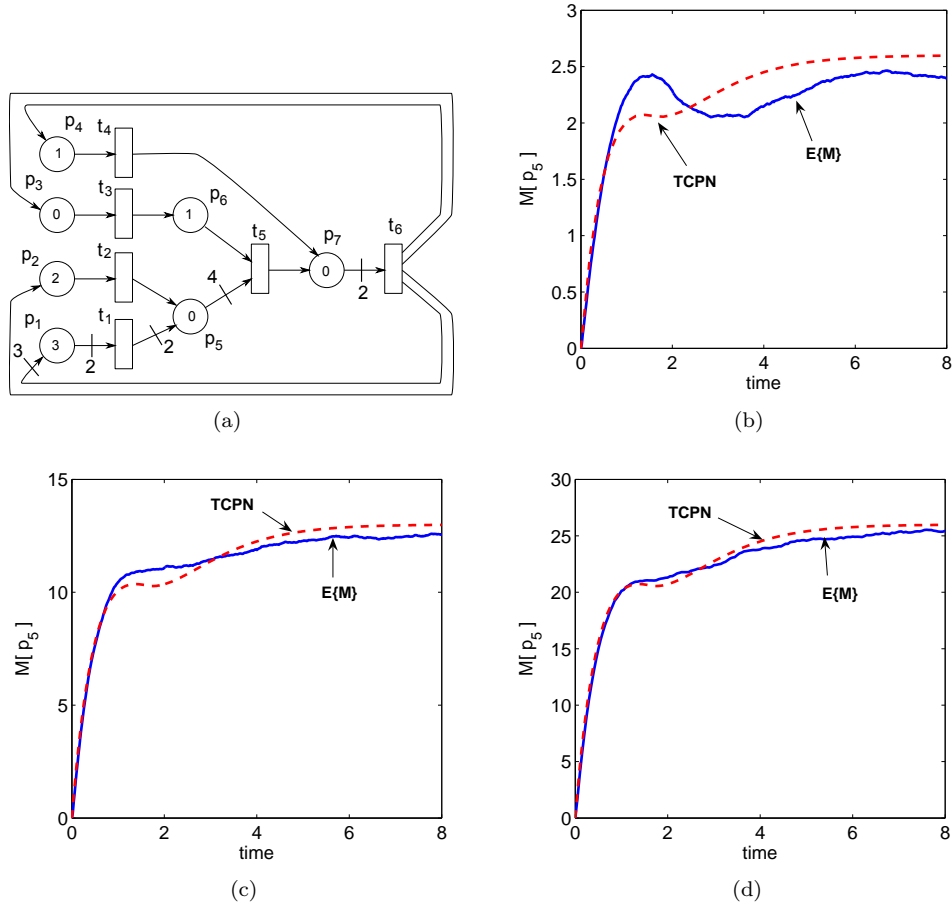 p4
t4
1
p3
t3
p6
0
1
t5
p7
t6
p2
t2
2
4
0
2
p1
t1
0
p5
3
3
2
2
(a)
3
2.5
2
1.5
1
0.5
0
M[ p5 ]
TCPN
E{M}
0 2 4 6 8
time
(b)
15
10
5
0
M[ p5 ]
TCPN
E{M}
0 2 4 6 8
time
(c)
30
25
20
15
10
5
0
M[ p5 ]
TCPN
E{M}
0 2 4 6 8
time
(d)